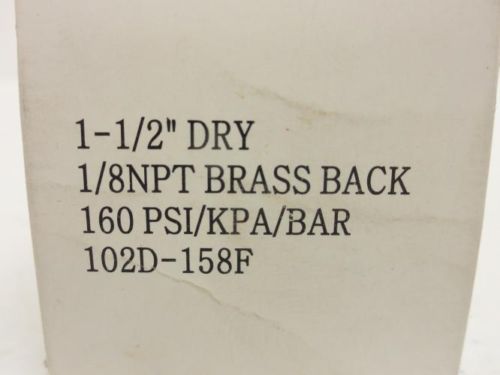 1-1/2" DRY
1/8NPT BRASS BACK
160 PSI/KPA/BAR
102D-158F